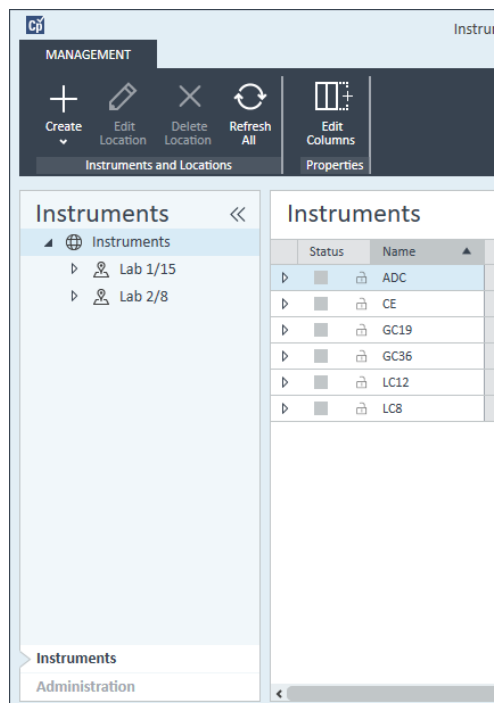 Cp
Instrum
MANAGEMENT
Create
Edit Location
Delete Location
Refresh All
Edit Columns
Instruments and Locations
Properties
Instruments
Instruments
Lab 1/15
Lab 2/8
Instruments
Administration
Instruments
Status Name
ADC
CE
GC19
GC36
LC12
LC8